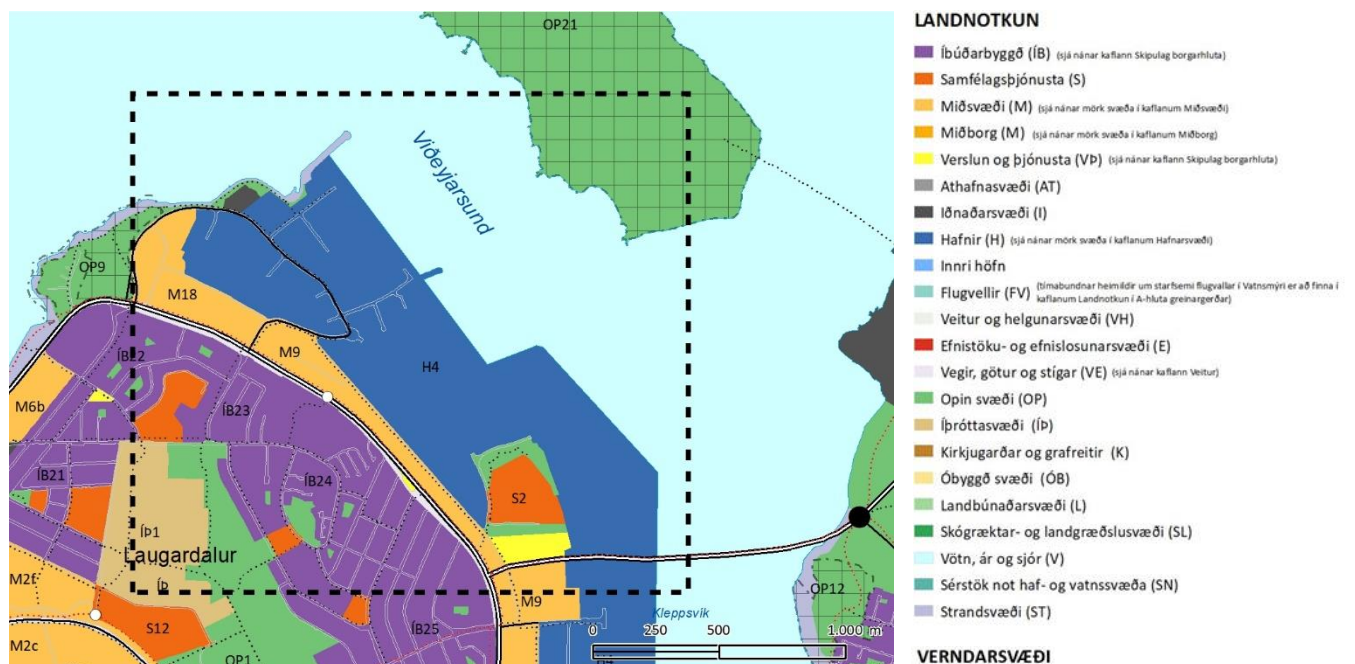 OP21
Viðeyjarsund
OP9
M18
M9
H4
ÍB22
M6b
ÍB23
ÍB21
ÍB24
S2
ÍÞ1
Laugardalur
ÍÞ
M2f
M9
OP12
Kleppsvík
S12
ÍB25
M2c
OP1
H4
0 250 500 1.000 m
LANDNOTKUN
Íbúðarbyggð (ÍB) (sjá nánar kaflann Skipulag borgarhluta)
Samfélagsþjónusta (S)
Miðsvæði (M) (sjá nánar mörk svæða í kaflanum Miðsvæði)
Miðborg (M) (sjá nánar mörk svæða í kaflanum Miðborg)
Verslun og þjónusta (VÞ) (sjá nánar kaflann Skipulag borgarhluta)
Athafnasvæði (AT)
Iðnaðarsvæði (I)
Hafnir (H) (sjá nánar mörk svæða í kaflanum Hafnarsvæði)
Innri höfn
Flugvellir (FV) (tímabundnar heimildir um starfsemi flugvallar í Vatnsmýri er að finna í
kaflanum Landnotkun í A-hluta greinargerðar)
Veitur og helgunarsvæði (VH)
Efnistöku- og efnislosunarsvæði (E)
Vegir, götur og stígar (VE) (sjá nánar kaflann Veitur)
Opin svæði (OP)
Íþróttasvæði (ÍÞ)
Kirkjugarðar og grafreitir (K)
Óbyggð svæði (ÓB)
Landbúnaðarsvæði (L)
Skógræktar- og landgræðslusvæði (SL)
Vötn, ár og sjór (V)
Sérstök not haf- og vatnssvæða (SN)
Strandsvæði (ST)
VERNDARSVÆÐI